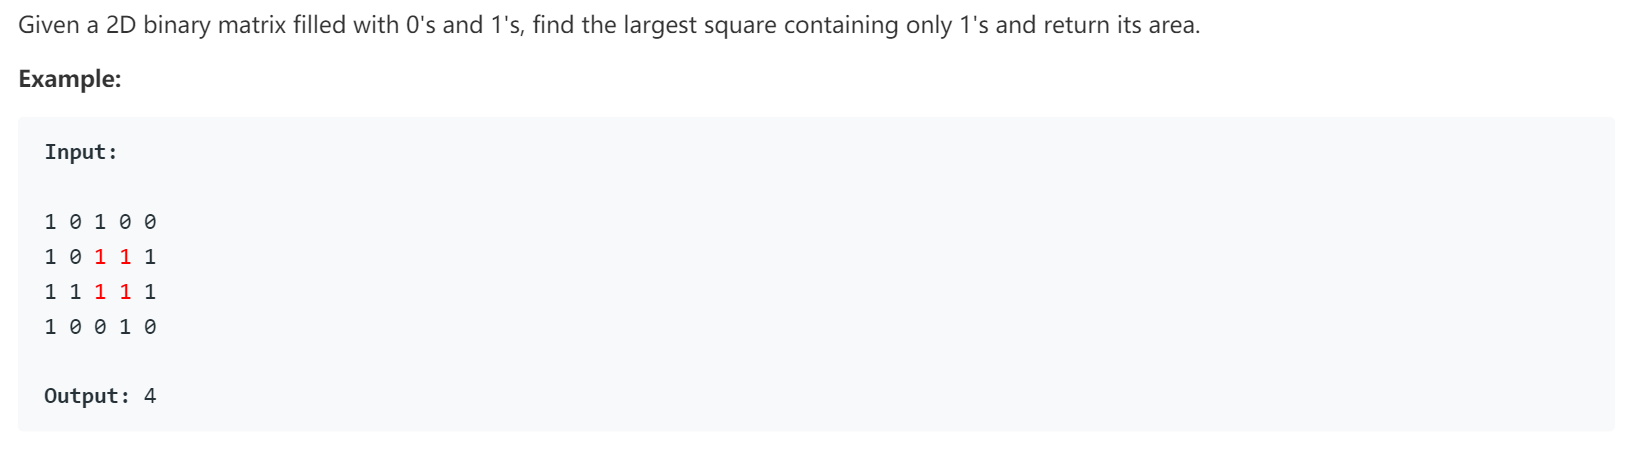 Given a 2D binary matrix filled with 0's and 1's, find the largest square containing only 1's and return its area.
Example:
Input:
1 0 1 0 0
1 0 1 1 1
1 1 1 1 1
1 0 0 1 0
Output: 4